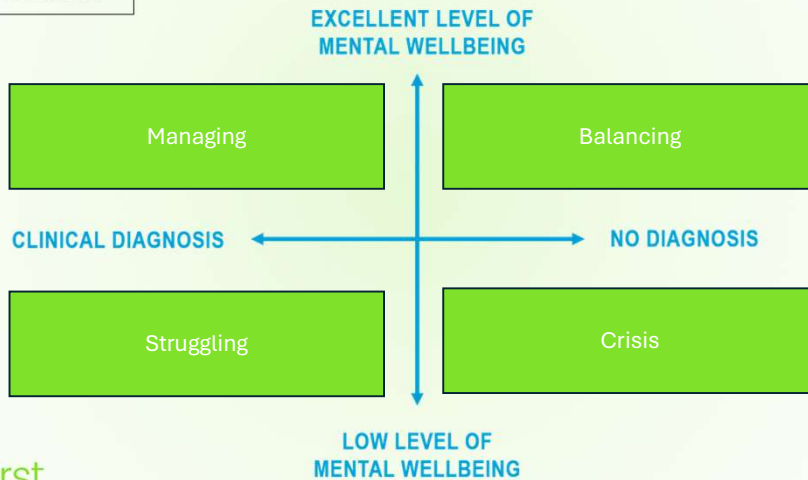 EXCELLENT LEVEL OF
MENTAL WELLBEING
Managing
Balancing
CLINICAL DIAGNOSIS
NO DIAGNOSIS
Struggling
Crisis
LOW LEVEL OF
MENTAL WELLBEING